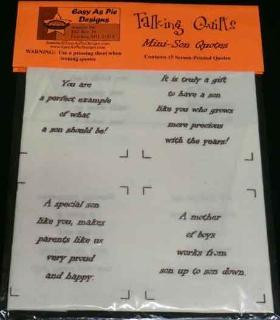 Easy As Pie
Designs
WARNING: Use a pressing sheet when
ironing quotes
Talking Quilts
Mini-Son Quotes
Contains 15 Screen-Printed Quotes
You are
a perfect example
of what
a son should be!
It is truly a gift
to have a son
like you who grows
more precious
with the years!
A special son
like you, makes
parents like us
very proud
and happy.
A mother
of boys
works from
son up to son down.